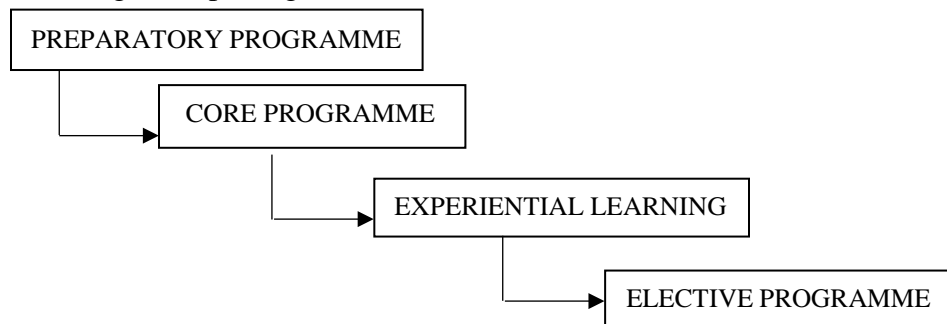 PREPARATORY PROGRAMME
CORE PROGRAMME
EXPERIENTIAL LEARNING
ELECTIVE PROGRAMME